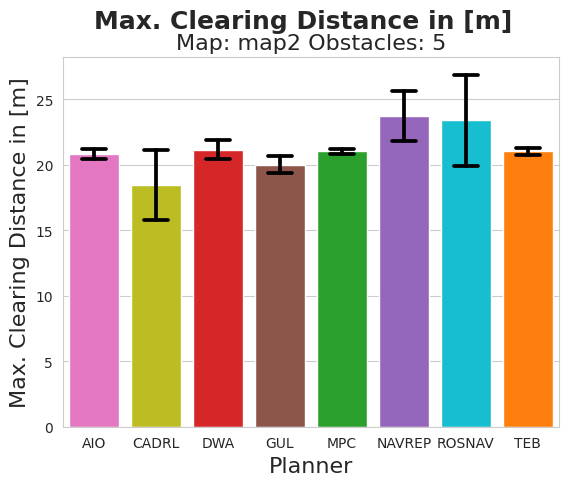 Max. Clearing Distance in [m]
Map: map2 Obstacles: 5
Max. Clearing Distance in [m]
25
20
15
10
5
0
AIO CADRL DWA GUL MPC NAVREP ROSNAV TEB
Planner